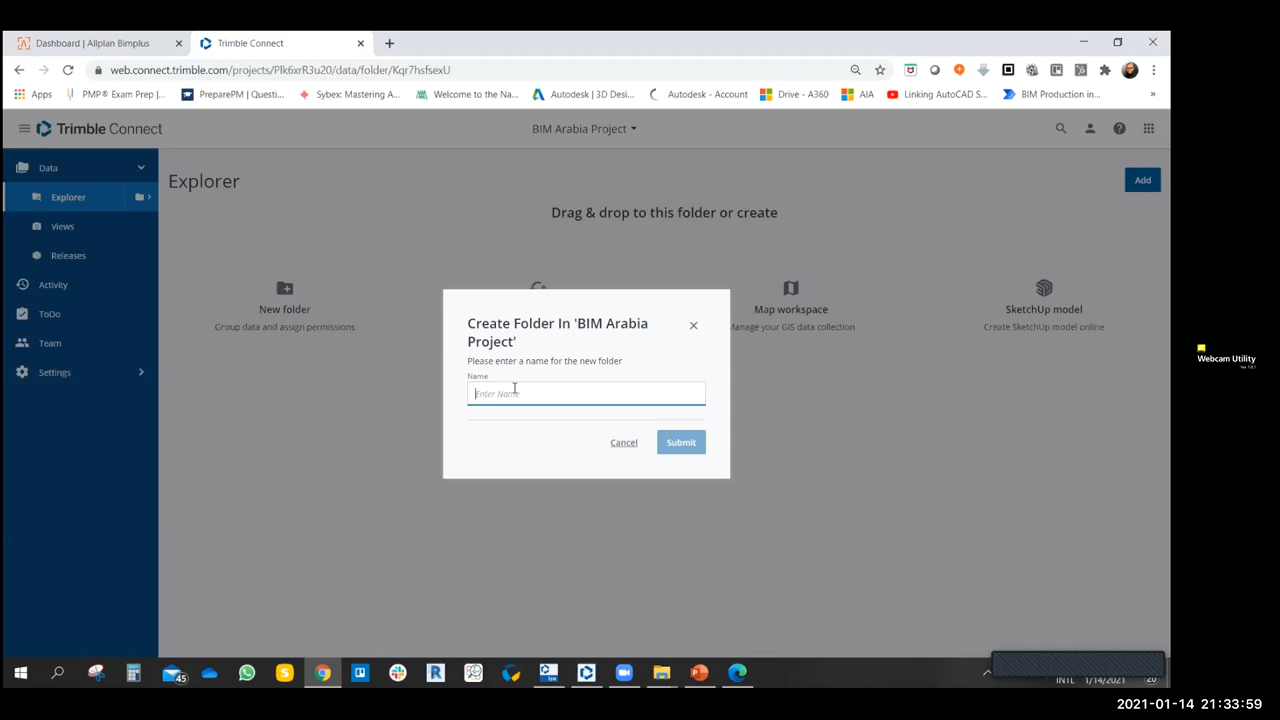 Dashboard | Allplan Bimplus
Trimble Connect
web.connect.trimble.com/projects/Plk6xrR3u20/data/folder/Kqr7hsfsexU
Apps
PMP® Exam Prep |...
PreparePM | Questi...
Sybex: Mastering A...
Welcome to the Na...
Autodesk | 3D Desi...
Autodesk - Account
Drive - A360
AIA
Linking AutoCAD S...
BIM Production in...
»
Trimble Connect
BIM Arabia Project
Data
Explorer
Views
Releases
Activity
ToDo
Team
Settings
Explorer
Add
Drag & drop to this folder or create
New folder
Group data and assign permissions
Map workspace
Manage your GIS data collection
SketchUp model
Create SketchUp model online
Create Folder In 'BIM Arabia
Project'
Please enter a name for the new folder
Name
Enter Name
Cancel
Submit
Webcam Utility
45
INTL
1/14/2021
20
2021-01-14 21:33:59